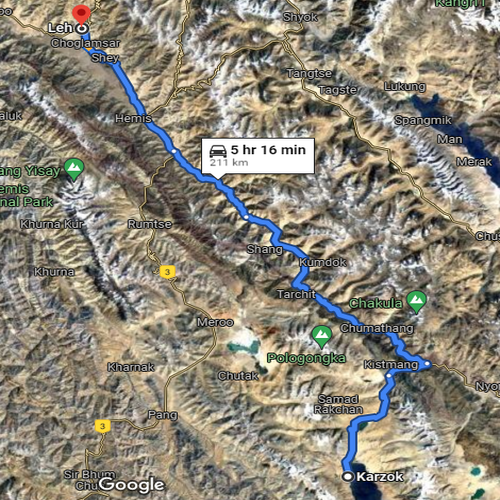 Kangri
Leh
Choglamsar
Shyok
Shey
Tangtse
Tagste
Lukung
Hemis
Spangmik
Man
Merak
5 hr 16 min
211 km
ang Yisay
emis
nal Park
Khurna Kur
Rumtse
Shang
Kumdok
Khurna
3
Tarchit
Chakula
Meroo
Chumathang
Pologongka
Kharnak
Chutak
Kistmang
Nyo
Samad
Rakchan
Pang
3
Sir Bhum
Chu
Google
Karzok